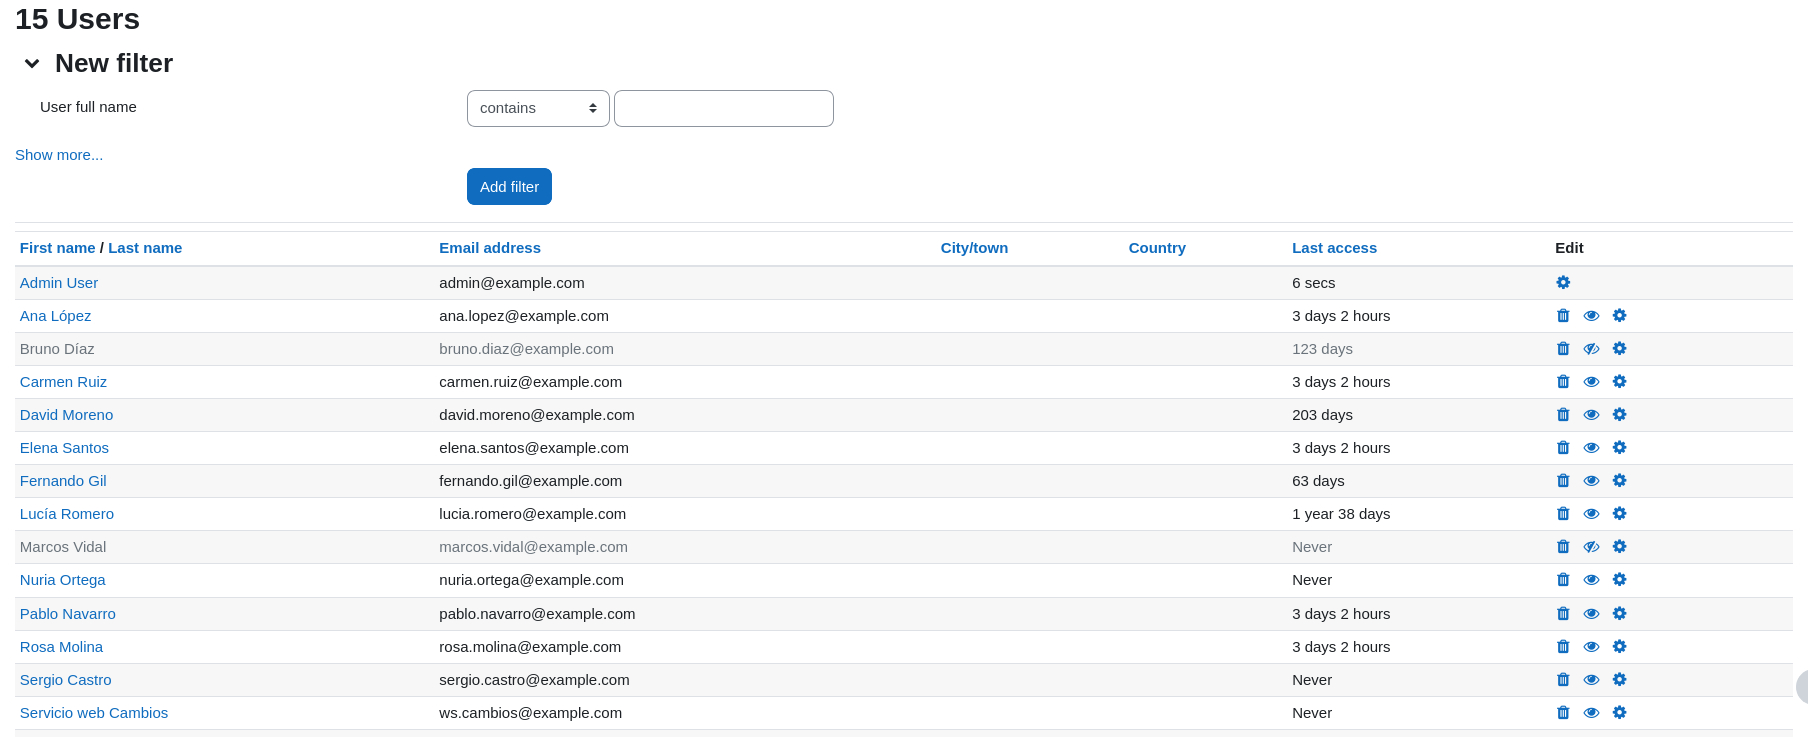 15 Users
New filter
User full name contains
Show more...
Add filter
First name / Last name Email address City/town Country Last access Edit
Admin User admin@example.com 6 secs
Ana López ana.lopez@example.com 3 days 2 hours
Bruno Díaz bruno.diaz@example.com 123 days
Carmen Ruiz carmen.ruiz@example.com 3 days 2 hours
David Moreno david.moreno@example.com 203 days
Elena Santos elena.santos@example.com 3 days 2 hours
Fernando Gil fernando.gil@example.com 63 days
Lucía Romero lucia.romero@example.com 1 year 38 days
Marcos Vidal marcos.vidal@example.com Never
Nuria Ortega nuria.ortega@example.com Never
Pablo Navarro pablo.navarro@example.com 3 days 2 hours
Rosa Molina rosa.molina@example.com 3 days 2 hours
Sergio Castro sergio.castro@example.com Never
Servicio web Cambios ws.cambios@example.com Never